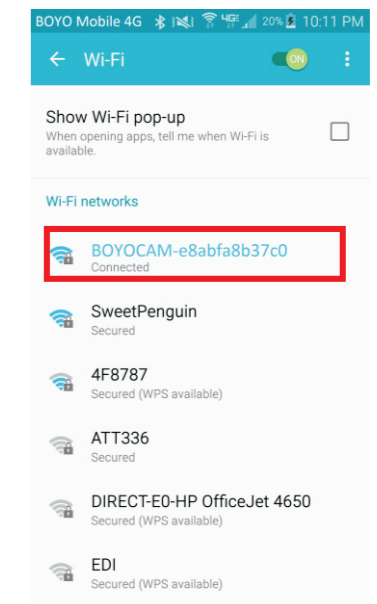 BOYO Mobile 4G 4G 20% 10:11 PM
Wi-Fi ON
Show Wi-Fi pop-up
When opening apps, tell me when Wi-Fi is
available.
Wi-Fi networks
BOYOCAM-e8abfa8b37c0
Connected
SweetPenguin
Secured
4F8787
Secured (WPS available)
ATT336
Secured
DIRECT-E0-HP OfficeJet 4650
Secured (WPS available)
EDI
Secured (WPS available)